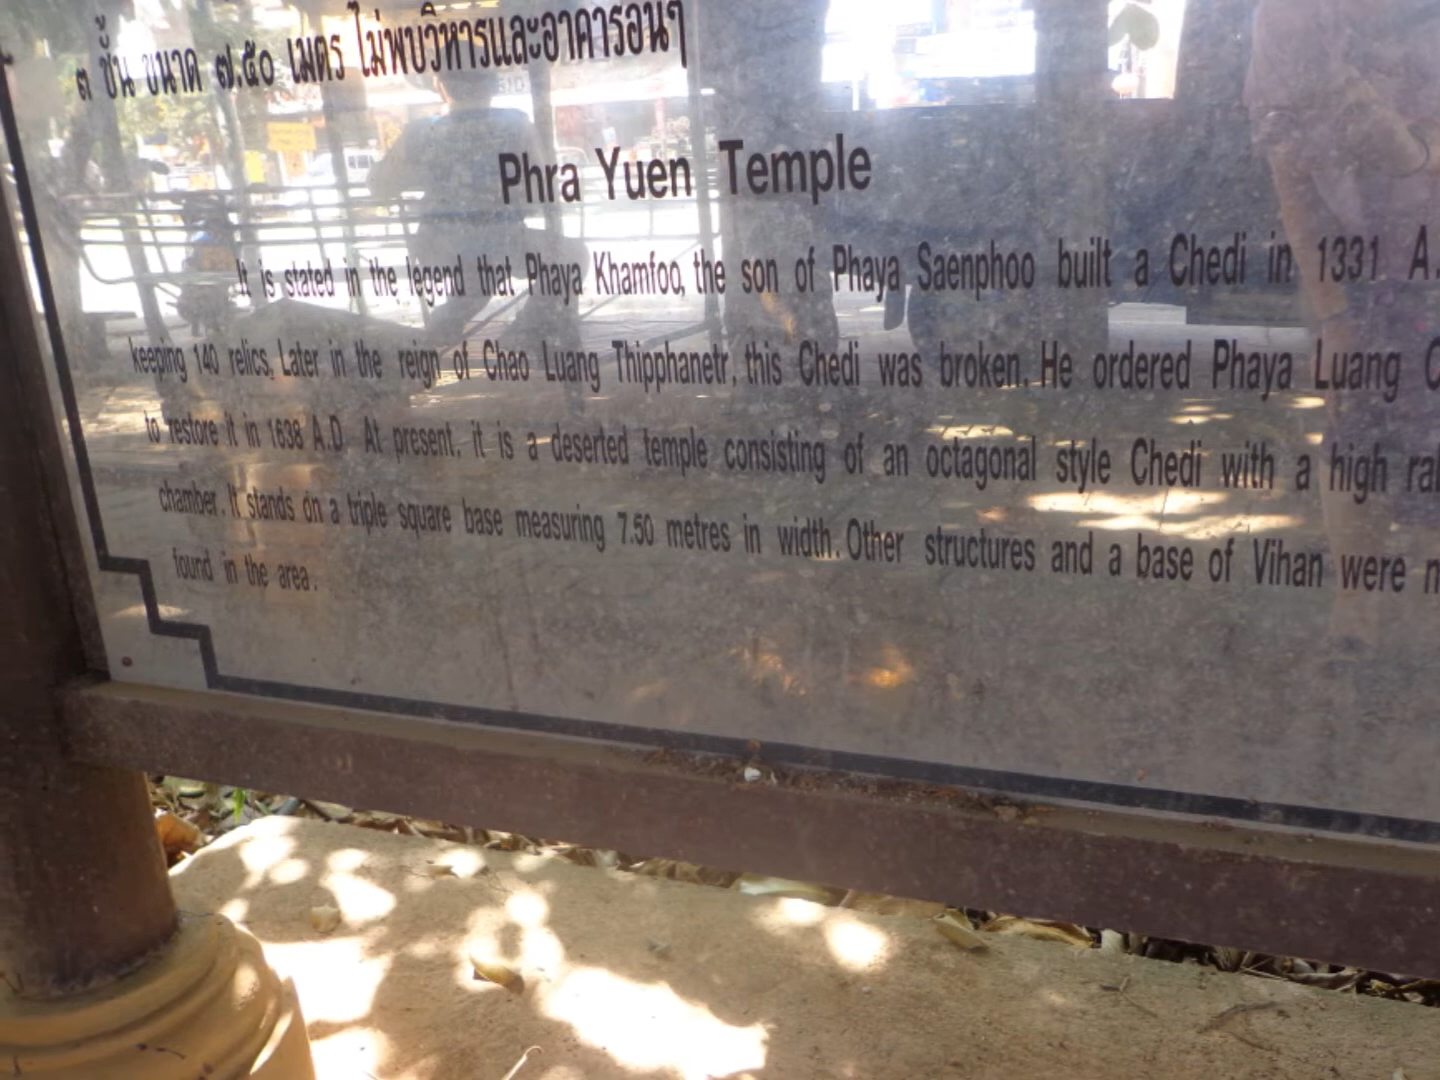 ๓ ชั้น ขนาด ๗.๕๐ เมตร ไม่พบวิหารและอาคารอื่นๆ
Phra Yuen Temple
It is stated in the legend that Phaya Khamfoo, the son of Phaya Saenphoo built a Chedi in 1331 A.
keeping 140 relics. Later in the reign of Chao Luang Thipphanetr, this Chedi was broken. He ordered Phaya Luang
to restore it in 1638 A.D. At present, it is a deserted temple consisting of an octagonal style Chedi with a high
chamber. It stands on a triple square base measuring 7.50 metres in width. Other structures and a base of Vihan were
found in the area.